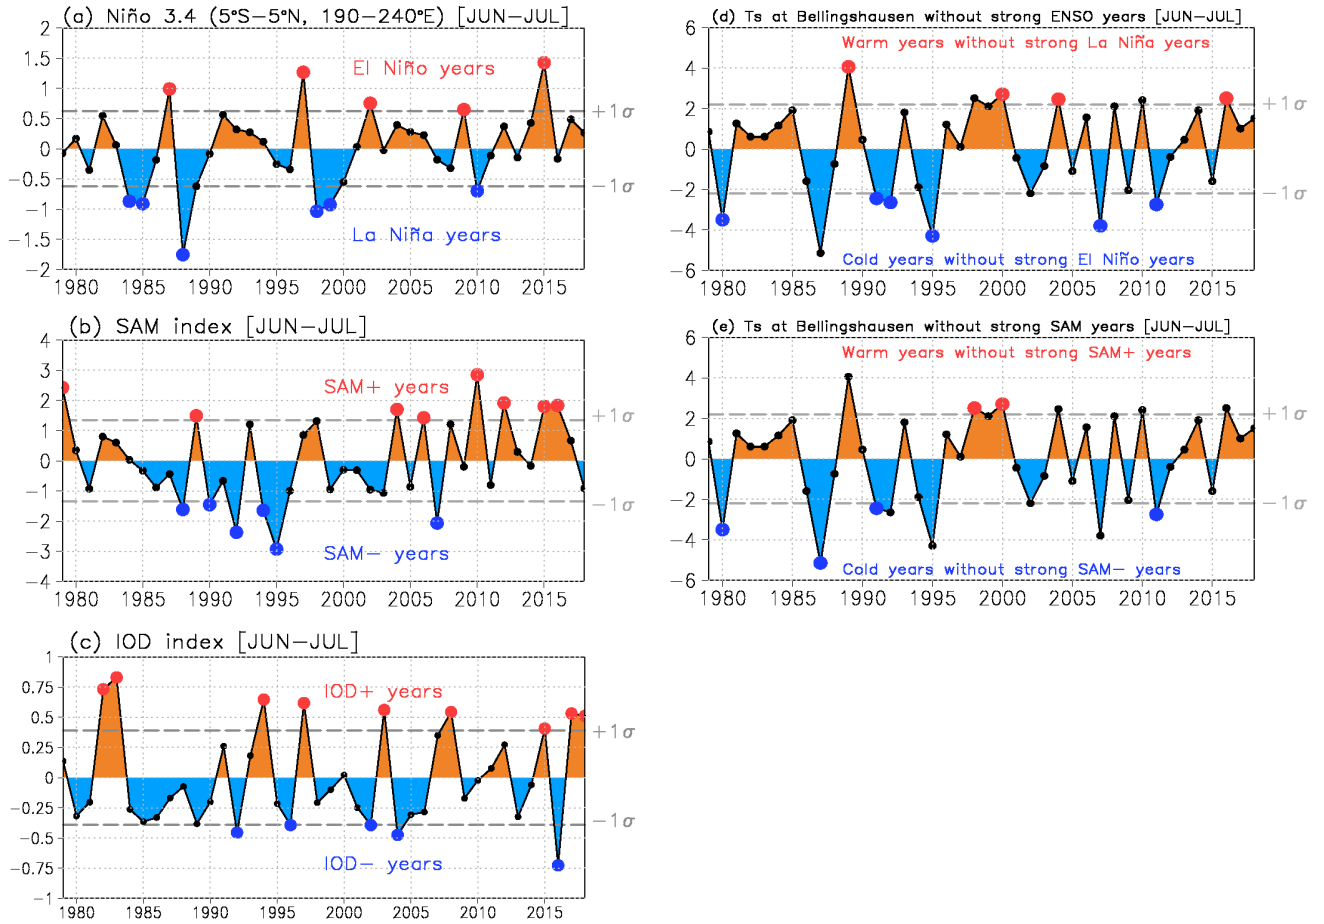 (a) Niño 3.4 (5°S−5°N, 190−240°E) [JUN−JUL]
2
1.5
1
0.5
0
−0.5
−1
−1.5
−2
El Niño years
La Niña years
+1σ
−1σ
1980 1985 1990 1995 2000 2005 2010 2015
(b) SAM index [JUN−JUL]
4
3
2
1
0
−1
−2
−3
−4
SAM+ years
SAM− years
+1σ
−1σ
1980 1985 1990 1995 2000 2005 2010 2015
(c) IOD index [JUN−JUL]
1
0.75
0.5
0.25
0
−0.25
−0.5
−0.75
−1
IOD+ years
IOD− years
+1σ
−1σ
1980 1985 1990 1995 2000 2005 2010 2015
(d) Ts at Bellingshausen without strong ENSO years [JUN−JUL]
6
4
2
0
−2
−4
−6
Warm years without strong La Niña years
Cold years without strong El Niño years
+1σ
−1σ
1980 1985 1990 1995 2000 2005 2010 2015
(e) Ts at Bellingshausen without strong SAM years [JUN−JUL]
6
4
2
0
−2
−4
−6
Warm years without strong SAM+ years
Cold years without strong SAM− years
+1σ
−1σ
1980 1985 1990 1995 2000 2005 2010 2015